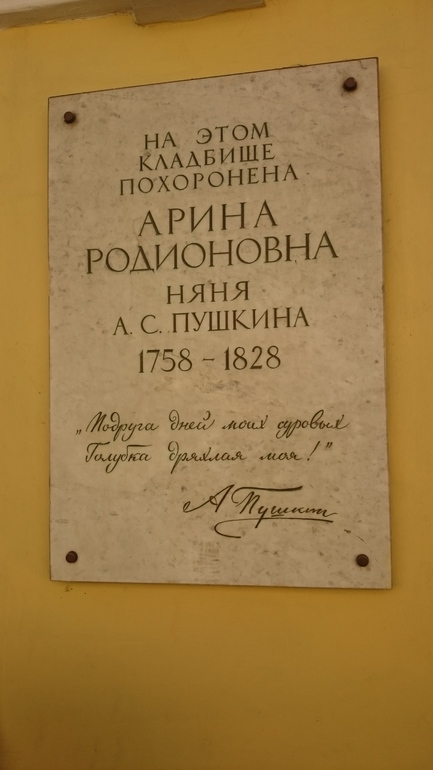 НА ЭТОМ
КЛАДБИЩЕ
ПОХОРОНЕНА
АРИНА
РОДИОНОВНА
НЯНЯ
А. С. ПУШКИНА
1758 – 1828
„Подруга дней моих суровых
Голубка дряхлая моя!”
А Пушкин